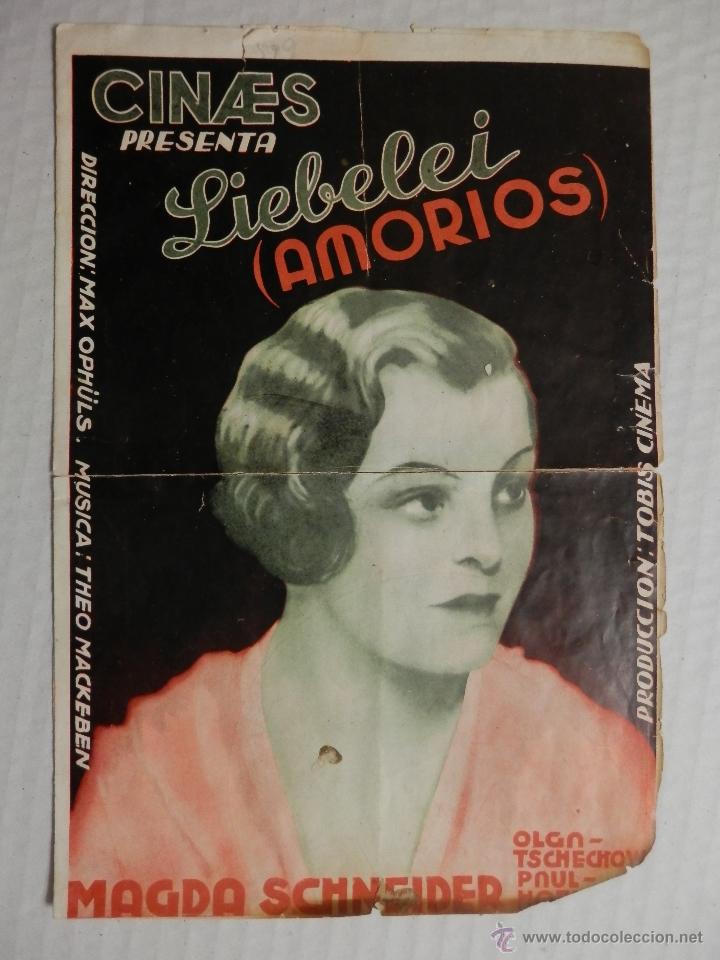 CINÆS
PRESENTA
Liebelei
(AMORIOS)
DIRECCION: MAX OPHÜLS. MUSICA: THEO MACKEBEN
PRODUCCION: TOBIS CINEMA
MAGDA SCHNEIDER
OLGA-
TSCHECHOW
PAUL-
www.todocoleccion.net